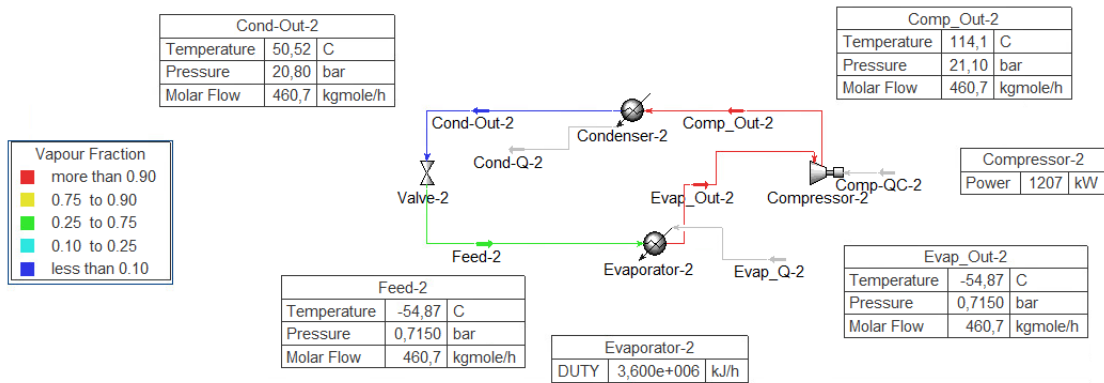 Cond-Out-2
Temperature 50,52 C
Pressure 20,80 bar
Molar Flow 460,7 kgmole/h
Comp_Out-2
Temperature 114,1 C
Pressure 21,10 bar
Molar Flow 460,7 kgmole/h
Vapour Fraction
more than 0.90
0.75 to 0.90
0.25 to 0.75
0.10 to 0.25
less than 0.10
Cond-Out-2
Condenser-2
Comp_Out-2
Cond-Q-2
Valve-2
Evap_Out-2
Compressor-2
Comp-QC-2
Compressor-2
Power 1207 kW
Feed-2
Evaporator-2
Evap_Q-2
Feed-2
Temperature -54,87 C
Pressure 0,7150 bar
Molar Flow 460,7 kgmole/h
Evap_Out-2
Temperature -54,87 C
Pressure 0,7150 bar
Molar Flow 460,7 kgmole/h
Evaporator-2
DUTY 3,600e+006 kJ/h